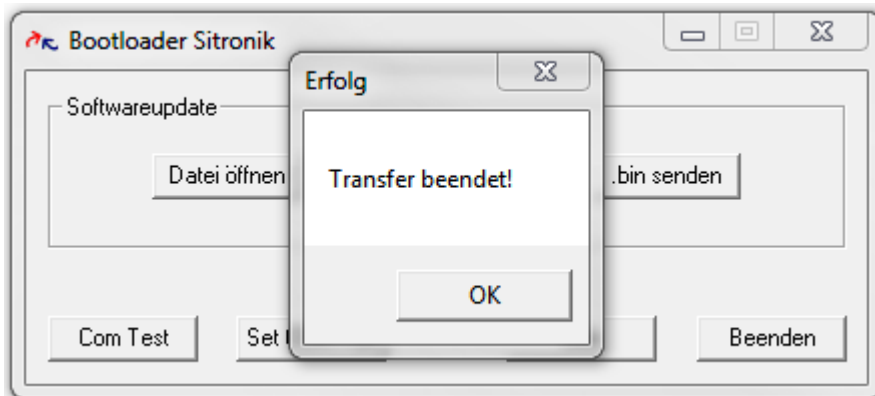 Bootloader Sitronik
Erfolg
Softwareupdate
Datei öffnen
Transfer beendet!
.bin senden
OK
Com Test
Set
Beenden